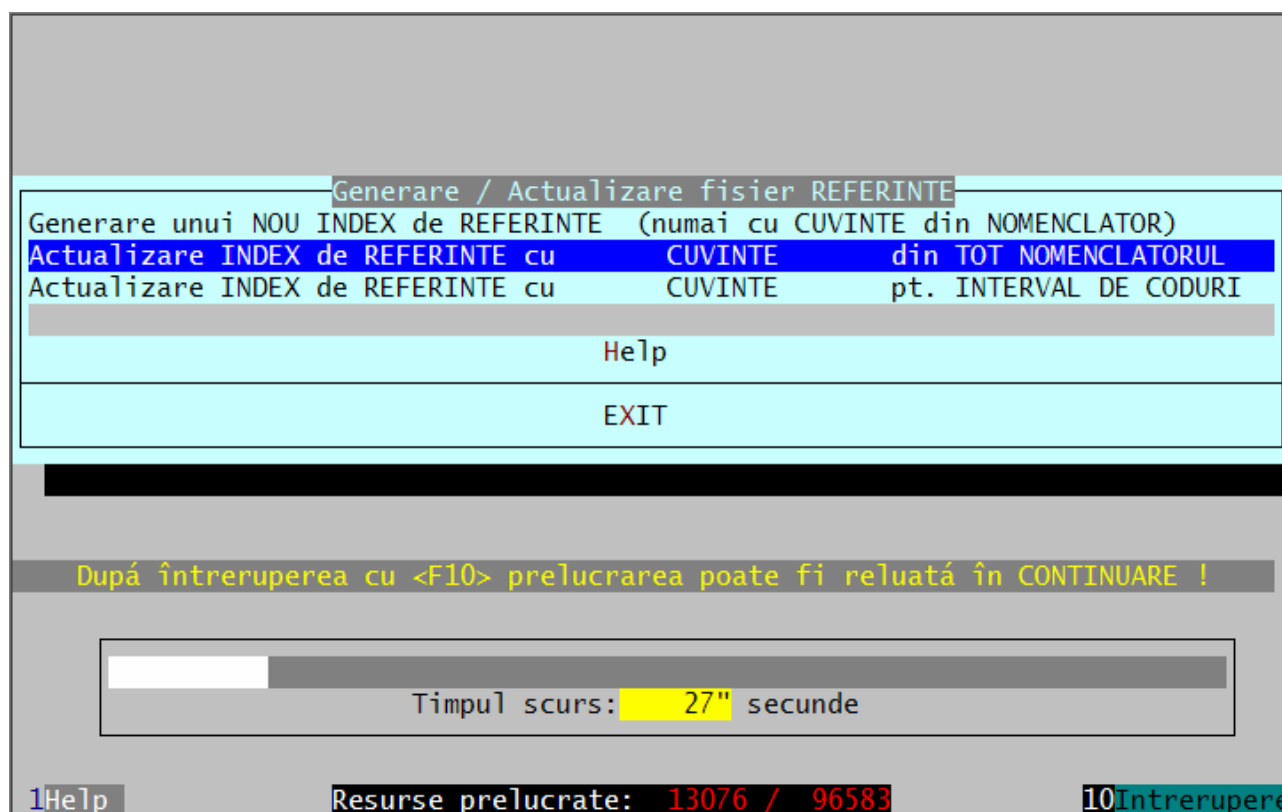 Generare / Actualizare fisier REFERINTE
Generare unui NOU INDEX de REFERINTE (numai cu CUVINTE din NOMENCLATOR)
Actualizare INDEX de REFERINTE cu CUVINTE din TOT NOMENCLATORUL
Actualizare INDEX de REFERINTE cu CUVINTE pt. INTERVAL DE CODURI
Help
EXIT
Dupá întreruperea cu <F10> prelucrarea poate fi reluatá în CONTINUARE !
Timpul scurs: 27" secunde
1Help Resurse prelucrate: 13076 / 96583 10Intrerupere